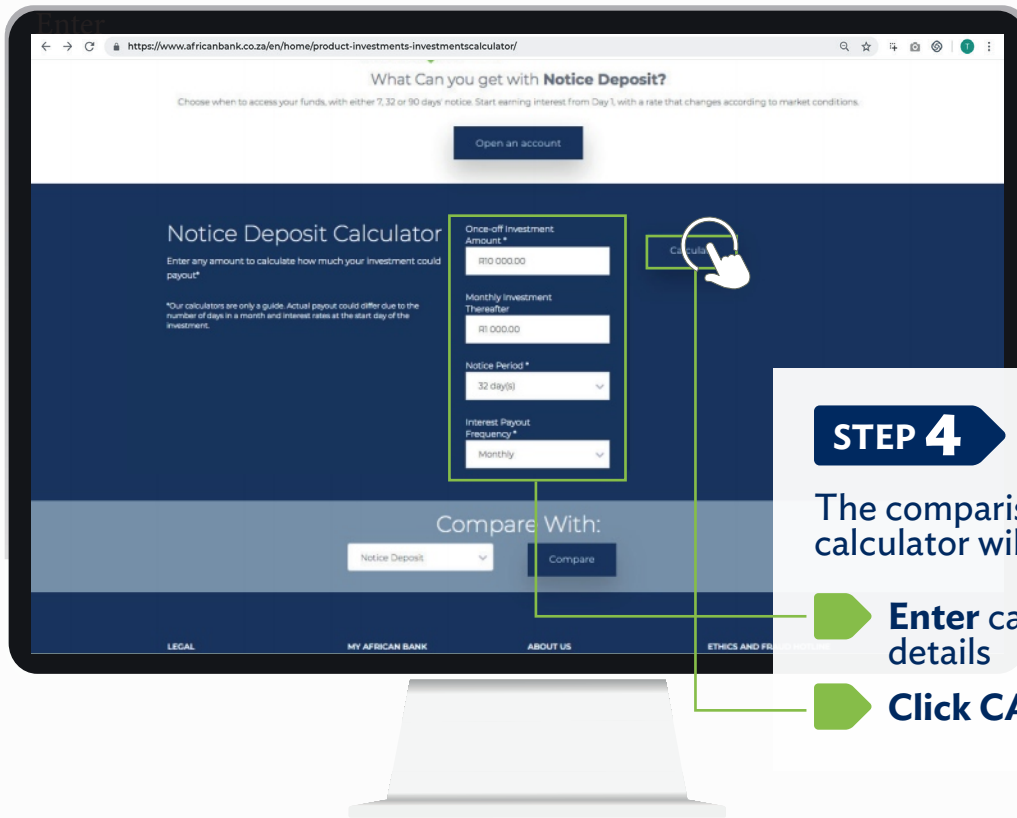 Enter
https://www.africanbank.co.za/en/home/product-investments-investmentscalculator/
What Can you get with Notice Deposit?
Choose when to access your funds, with either 7, 32 or 90 days' notice. Start earning interest from Day 1, with a rate that changes according to market conditions.
Open an account
Notice Deposit Calculator
Enter any amount to calculate how much your investment could
payout*
*Our calculators are only a guide. Actual payout could differ due to the
number of days in a month and interest rates at the start day of the
investment.
Once-off Investment
Amount *
R10 000.00
Monthly Investment
Thereafter
R1 000.00
Notice Period *
32 day(s)
Interest Payout
Frequency *
Monthly
Compare With:
Notice Deposit
Compare
LEGAL
MY AFRICAN BANK
ABOUT US
ETHICS AND
STEP 4
The
calculator
Enter
details
Click